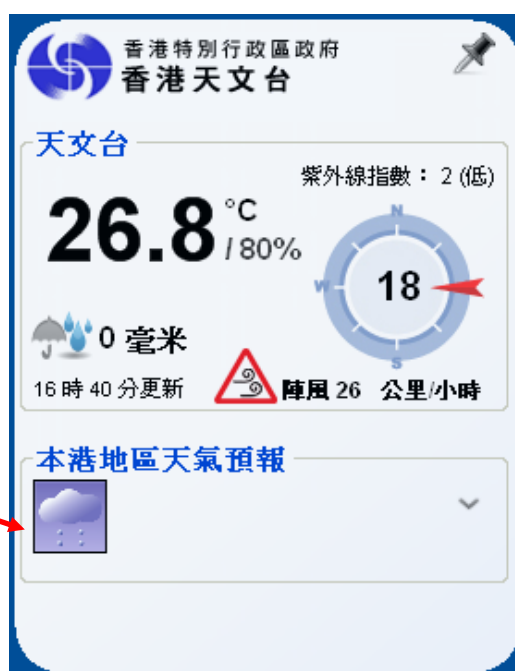 香港特別行政區政府
香港天文台
天文台
紫外線指數： 2 (低)
26.8 °C
/ 80%
N
W
18
S
0 毫米
16 時 40 分更新
陣風 26 公里/小時
本港地區天氣預報